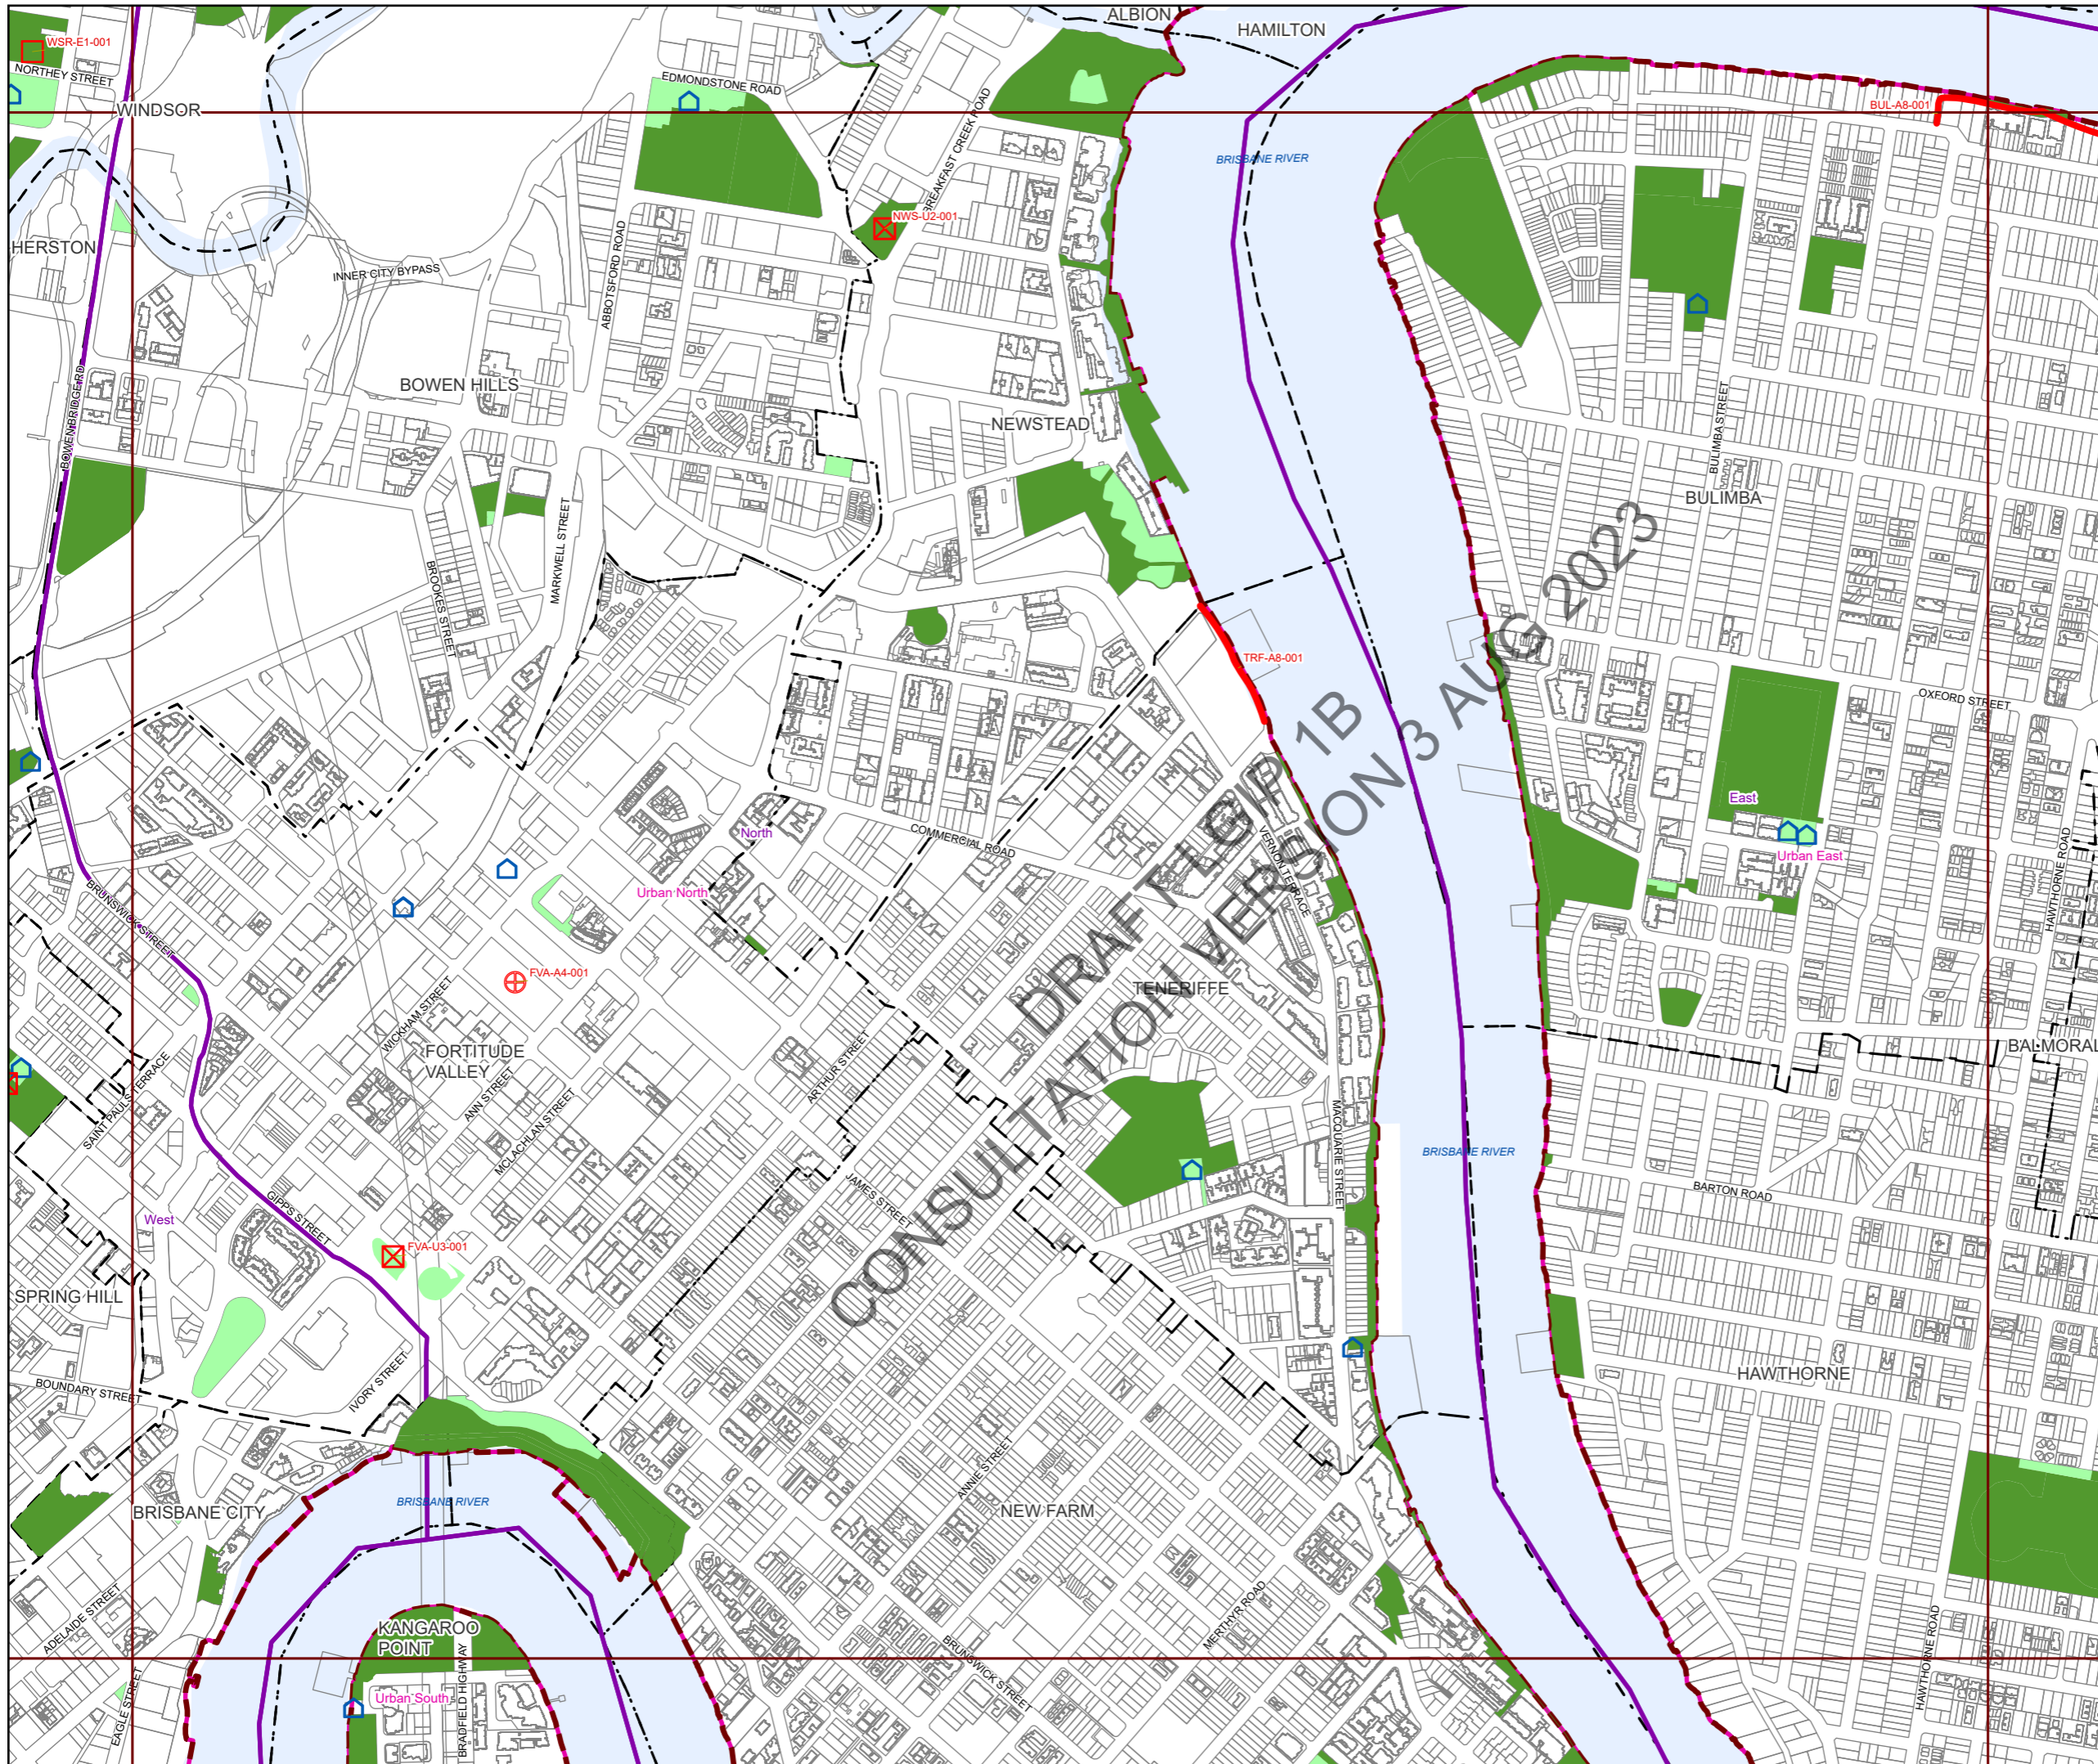 ALBION
HAMILTON
WSR-E1-001
NORTHEY STREET
EDMONDSTONE ROAD
WINDSOR
BUL-A8-001
BREAKFAST CREEK ROAD
BRISBANE RIVER
NWS-U2-001
HERSTON
ABBOTSFORD ROAD
INNER CITY BYPASS
BOWEN HILLS
BOWEN BRIDGE RD
NEWSTEAD
BULIMBA STREET
BULIMBA
MARKWELL STREET
BROOKES STREET
TRF-A8-001
OXFORD STREET
East
North
COMMERCIAL ROAD
VERNON TERRACE
Urban East
HAWTHORNE ROAD
Urban North
BRUNSWICK STREET
FVA-A4-001
TENERIFFE
WICKHAM STREET
FORTITUDE
VALLEY
ANN STREET
ARTHUR STREET
BALMORAL
SAINT PAULS TERRACE
MCLACHLAN STREET
MACQUARIE STREET
BRISBANE RIVER
DRAFT LGIP 1B
CONSULTATION VERSION 3 AUG 2023
JAMES STREET
BARTON ROAD
West
GIPPS STREET
FVA-U3-001
SPRING HILL
IVORY STREET
BOUNDARY STREET
HAWTHORNE
ANNIE STREET
BRISBANE CITY
BRISBANE RIVER
NEW FARM
ADELAIDE STREET
KANGAROO
POINT
MERTHYR ROAD
HAWTHORNE ROAD
BRUNSWICK STREET
EAGLE STREET
Urban South
BRADFIELD HIGHWAY